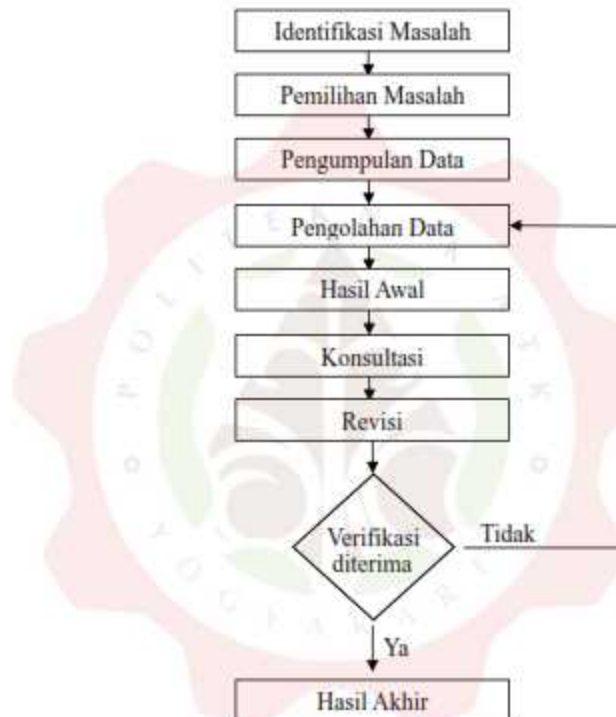 Identifikasi Masalah
Pemilihan Masalah
Pengumpulan Data
Pengolahan Data
Hasil Awal
Konsultasi
Revisi
Verifikasi
diterima
Tidak
Ya
Hasil Akhir